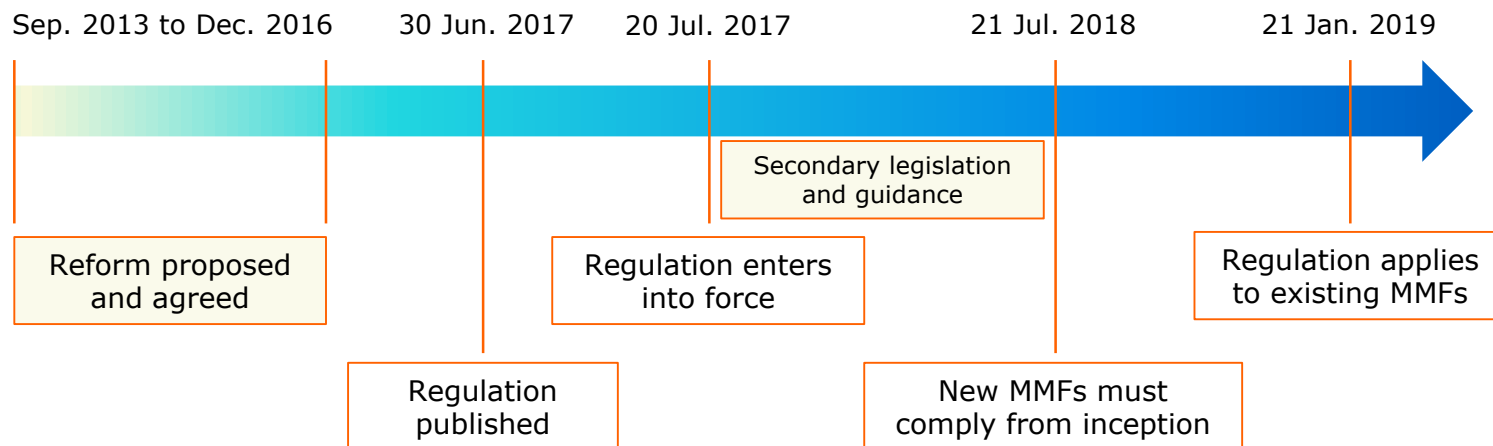 Sep. 2013 to Dec. 2016
30 Jun. 2017
20 Jul. 2017
21 Jul. 2018
21 Jan. 2019
Secondary legislation
and guidance
Reform proposed
and agreed
Regulation enters
into force
Regulation applies
to existing MMFs
Regulation
published
New MMFs must
comply from inception